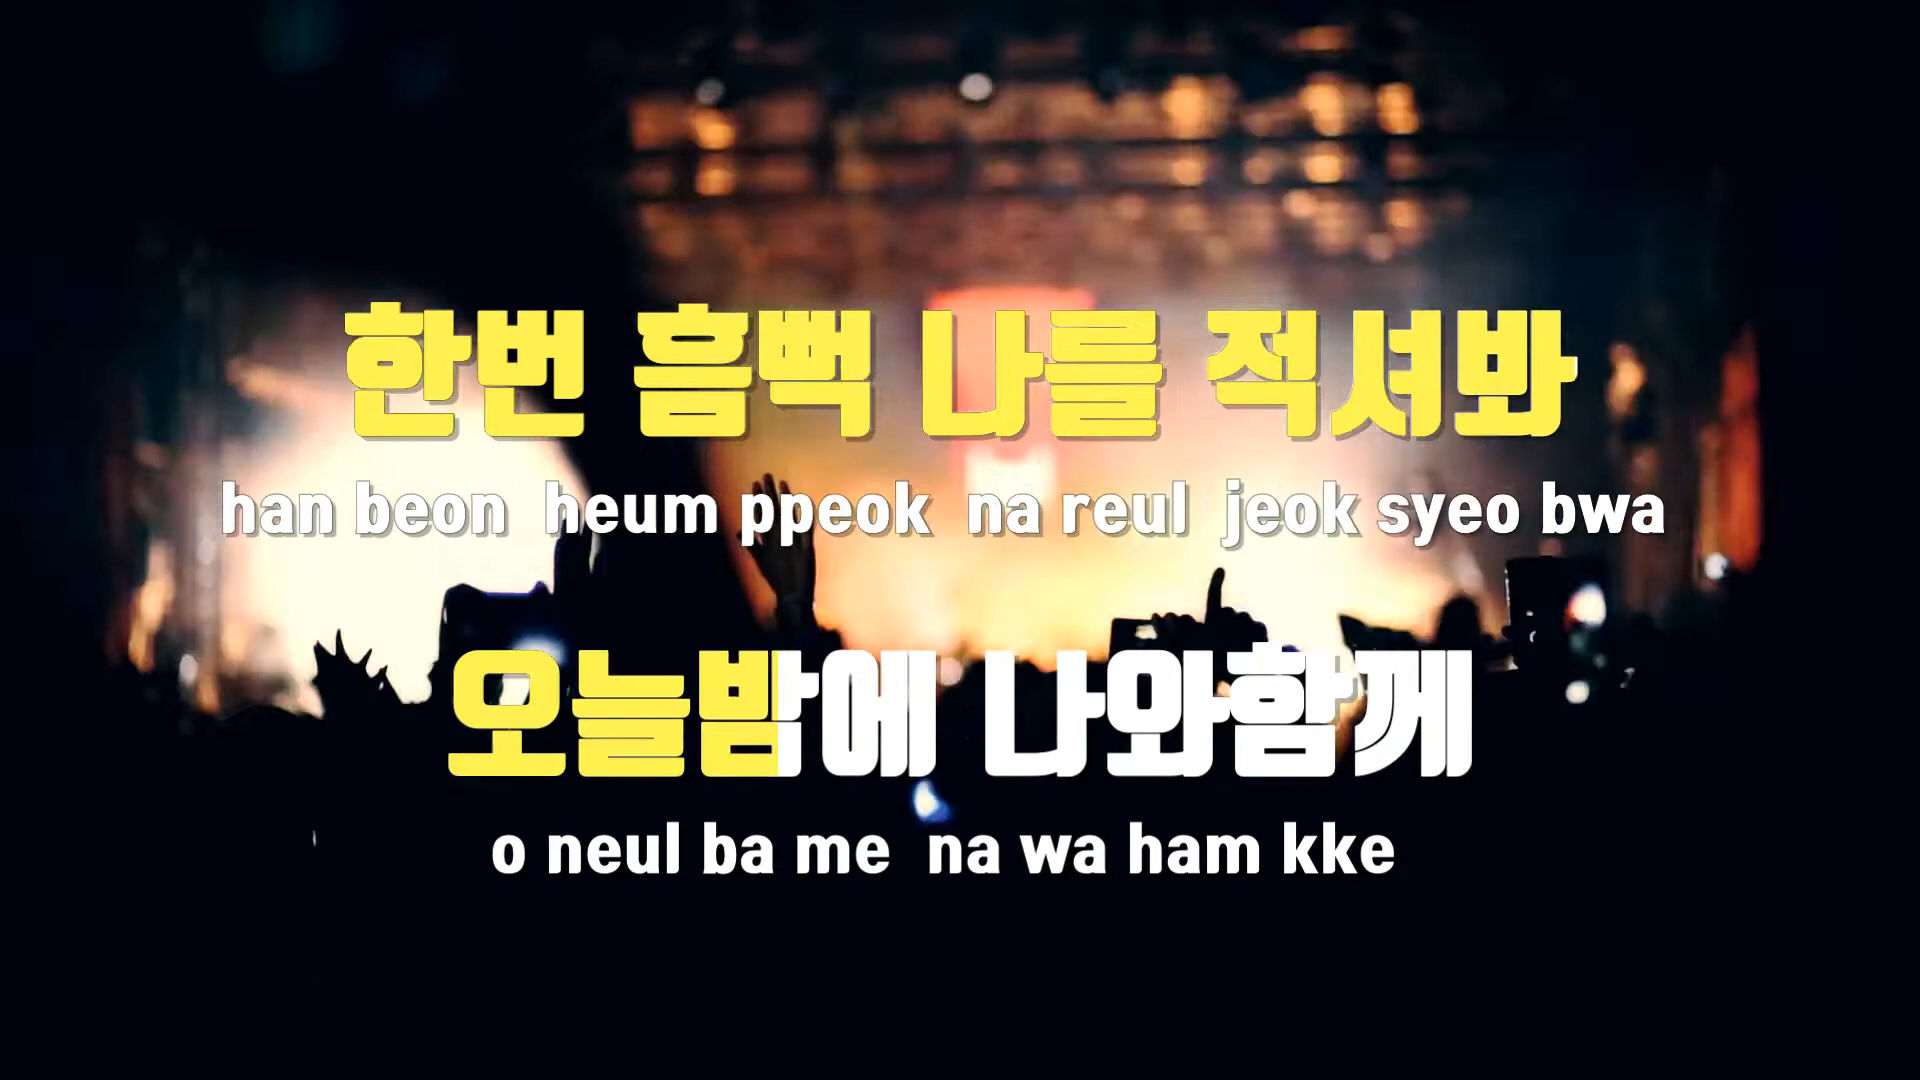 한번 흠뻑 나를 적셔봐
han beon heum ppeok na reul jeok syeo bwa
오늘밤에 나와함께
o neul ba me na wa ham kke